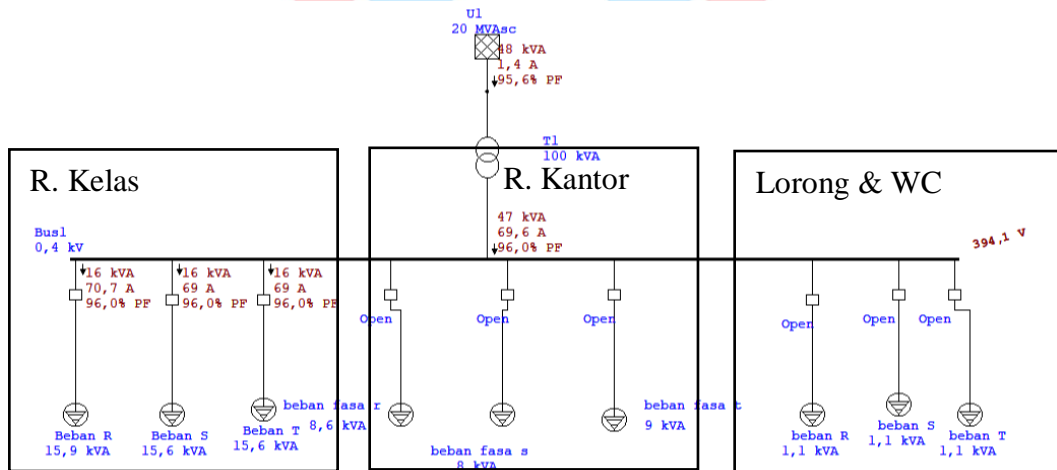 U1
20 MVAsc
48 kVA
1,4 A
95,6% PF
T1
100 kVA
R. Kelas
R. Kantor
Lorong & WC
47 kVA
69,6 A
96,0% PF
Bus1
0,4 kV
394,1 V
16 kVA
70,7 A
96,0% PF
16 kVA
69 A
96,0% PF
16 kVA
69 A
96,0% PF
Open
Open
Open
Open
Open
Open
Beban R
15,9 kVA
Beban S
15,6 kVA
Beban T
15,6 kVA
beban fasa r
8,6 kVA
beban fasa s
8 kVA
beban fasa t
9 kVA
beban R
1,1 kVA
beban S
1,1 kVA
beban T
1,1 kVA